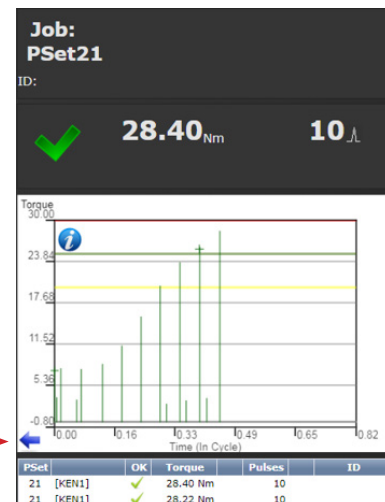 Job:
PSet21
ID:
28.40 Nm 10
Torque
30.00
23.84
17.68
11.52
5.36
-0.80
0.00 0.16 0.33 0.49 0.65 0.82
Time (In Cycle)
PSet OK Torque Pulses ID
21 [KEN1] 28.40 Nm 10
21 [KEN1] 28.22 Nm 10